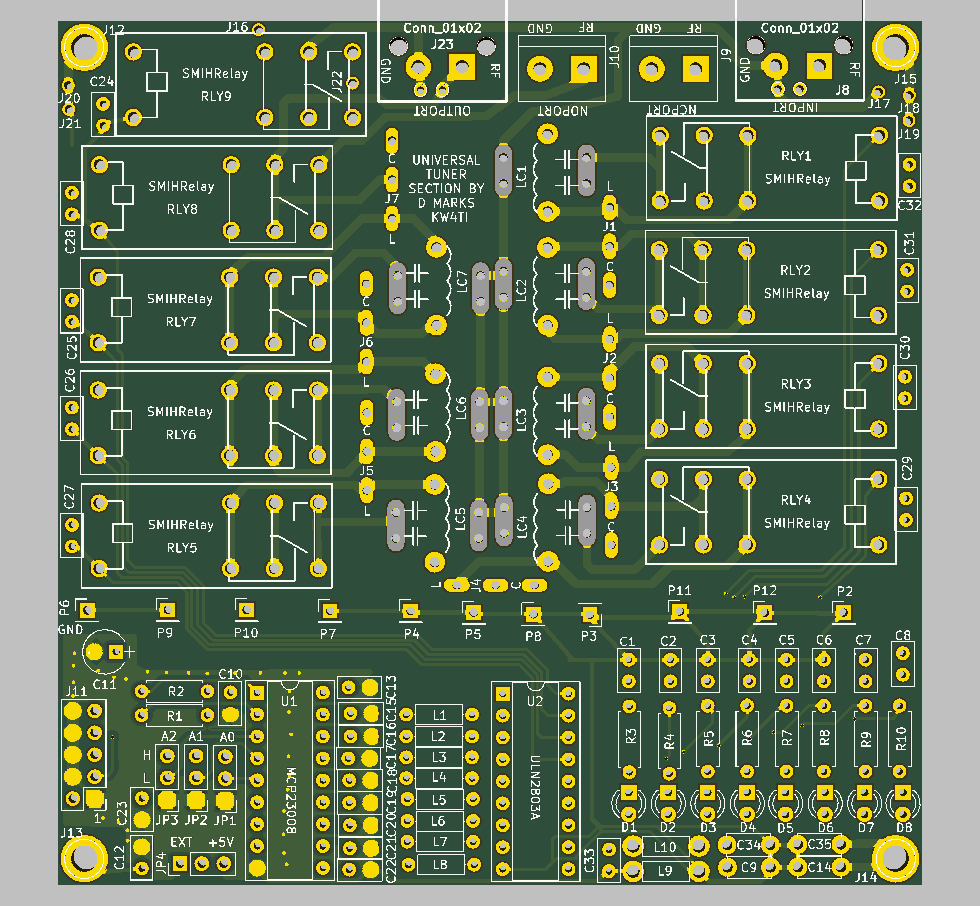 J12
J16
Conn_01x02
J23
GND
RF
GND
RF
J10
GND
RF
J9
Conn_01x02
GND
RF
J8
J15
J17
J18
J19
OUTPORT
NOPORT
NCPORT
INPORT
J20
J21
C24
SMIHRelay
RLY9
J22
UNIVERSAL
TUNER
SECTION BY
D MARKS
KW4TI
C
J7
L
LC1
L
J1
C
RLY1
SMIHRelay
C32
SMIHRelay
RLY8
C28
C31
RLY2
SMIHRelay
SMIHRelay
RLY7
C25
C
J6
L
LC7
LC2
L
J2
C
C30
RLY3
SMIHRelay
C26
SMIHRelay
RLY6
C
J5
L
LC6
LC3
L
J3
C
C29
RLY4
SMIHRelay
C27
SMIHRelay
RLY5
LC5
LC4
L
J4
C
P6
P9
P10
P7
P4
P5
P8
P3
P11
P12
P2
GND
C11
+
J11
1
R2
R1
C10
A2
A1
A0
H
L
JP3
JP2
JP1
C23
J13
C12
EXT
+5V
JP4
U1
MCP23008
C13
C15
C16
C17
C18
C19
C20
C21
C22
L1
L2
L3
L4
L5
L6
L7
L8
U2
ULN2803A
C1
C2
C3
C4
C5
C6
C7
C8
R3
R4
R5
R6
R7
R8
R9
R10
D1
D2
D3
D4
D5
D6
D7
D8
C33
L10
L9
C34
C9
C35
C14
J14